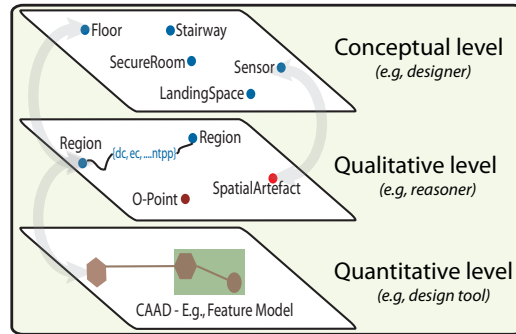 Floor
Stairway
SecureRoom
Sensor
LandingSpace
Conceptual level
(e.g, designer)
Region
{dc, ec, ....ntpp}
Region
SpatialArtefact
O-Point
Qualitative level
(e.g, reasoner)
CAAD - E.g., Feature Model
Quantitative level
(e.g, design tool)